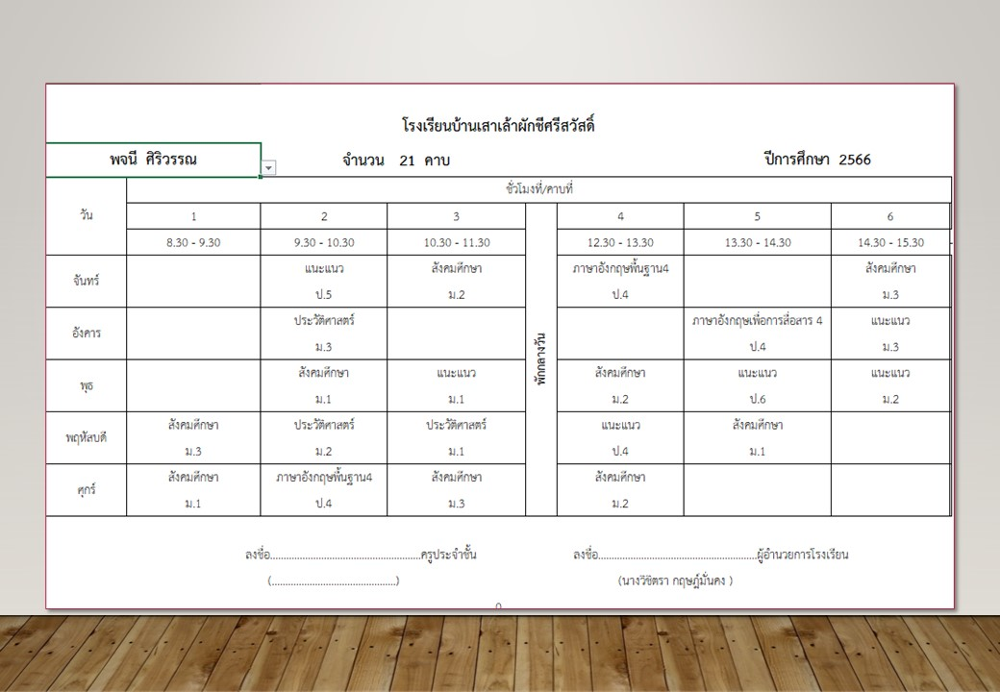 โรงเรียนบ้านเสาเล้าผักชีศรีสวัสดิ์
พจนี ศิริวรรณ จำนวน 21 คาบ ปีการศึกษา 2566
วัน ชั่วโมงที่/คาบที่
1 2 3 พักกลางวัน 4 5 6
8.30 - 9.30 9.30 - 10.30 10.30 - 11.30 12.30 - 13.30 13.30 - 14.30 14.30 - 15.30
จันทร์ แนะแนว สังคมศึกษา ภาษาอังกฤษพื้นฐาน4 สังคมศึกษา
ป.5 ม.2 ป.4 ม.3
อังคาร ประวัติศาสตร์ ภาษาอังกฤษเพื่อการสื่อสาร 4 แนะแนว
ม.3 ป.4 ม.3
พุธ สังคมศึกษา แนะแนว สังคมศึกษา แนะแนว แนะแนว
ม.1 ม.1 ม.2 ป.6 ม.2
พฤหัสบดี สังคมศึกษา ประวัติศาสตร์ ประวัติศาสตร์ แนะแนว สังคมศึกษา
ม.3 ม.2 ม.1 ป.4 ม.1
ศุกร์ สังคมศึกษา ภาษาอังกฤษพื้นฐาน4 สังคมศึกษา สังคมศึกษา
ม.1 ป.4 ม.3 ม.2
ลงชื่อ................................................ครูประจำชั้น ลงชื่อ..................................................ผู้อำนวยการโรงเรียน
(........................................) (นางวิชิตรา กฤษฎ์มั่นคง )